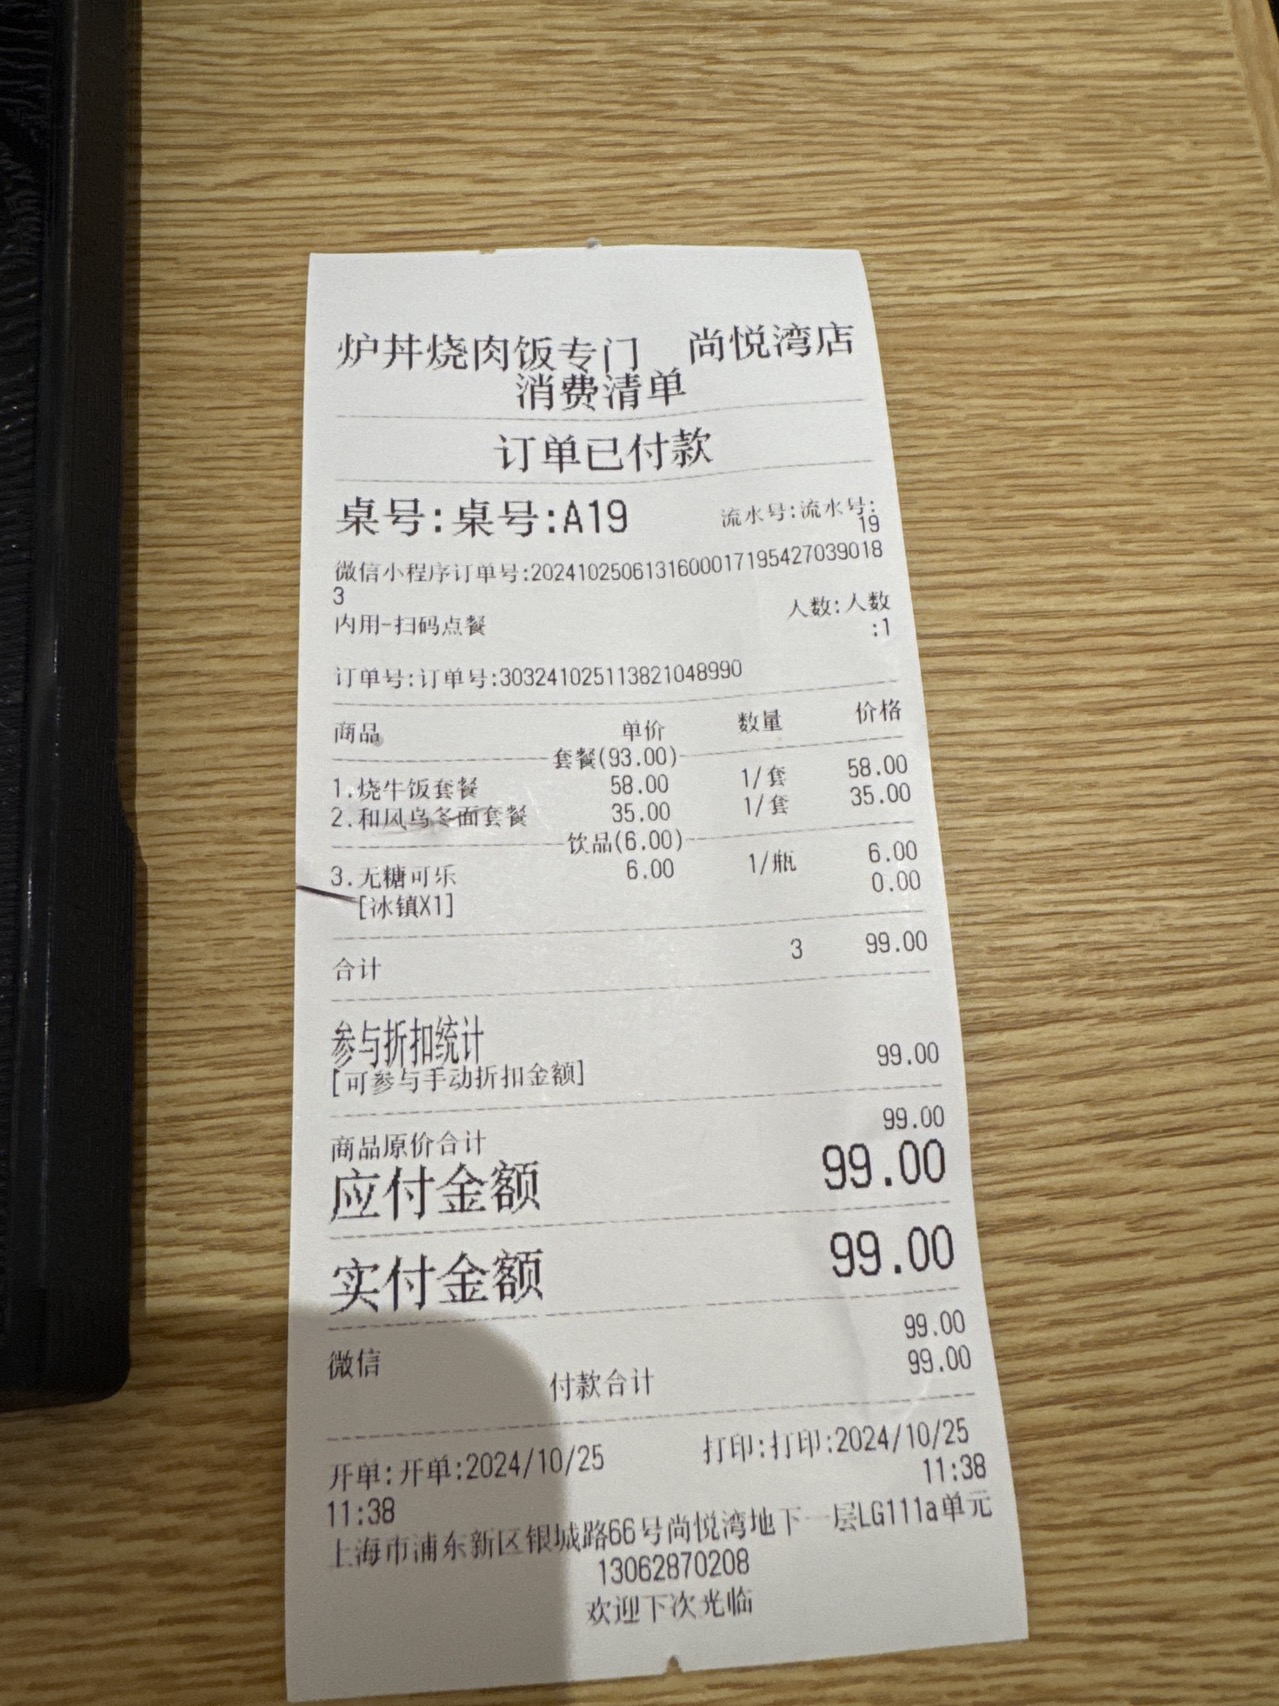 炉丼烧肉饭专门 尚悦湾店
消费清单
订单已付款
桌号:桌号:A19 流水号:流水号:
19
微信小程序订单号:2024102506131600017195427039018
3
内用-扫码点餐 人数:人数
:1
订单号:订单号:303241025113821048990
商品 单价 数量 价格
套餐(93.00)
1.烧牛饭套餐 58.00 1/套 58.00
2.和风乌冬面套餐 35.00 1/套 35.00
饮品(6.00)
3.无糖可乐 6.00 1/瓶 6.00
[冰镇X1] 0.00
合计 3 99.00
参与折扣统计
[可参与手动折扣金额] 99.00
商品原价合计 99.00
应付金额 99.00
实付金额 99.00
微信 99.00
付款合计 99.00
开单:开单:2024/10/25 打印:打印:2024/10/25
11:38 11:38
上海市浦东新区银城路66号尚悦湾地下一层LG111a单元
13062870208
欢迎下次光临